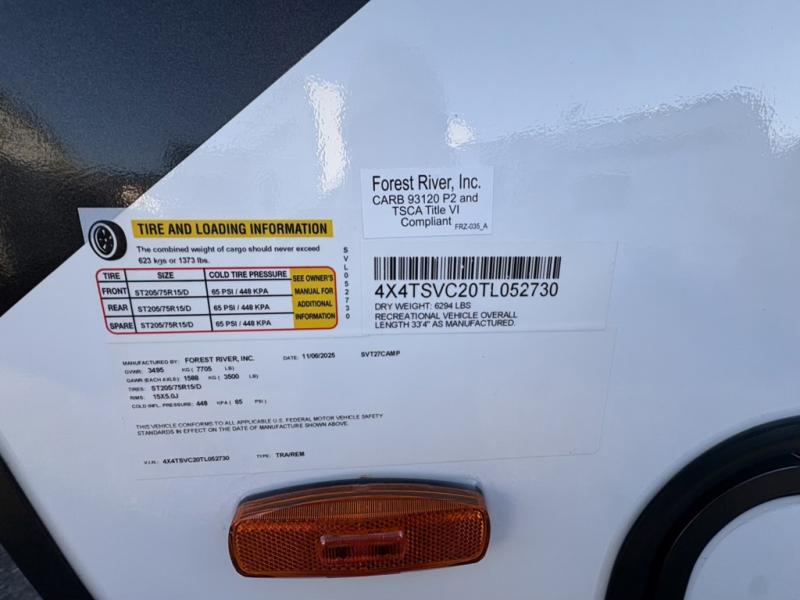 Forest River, Inc.
CARB 93120 P2 and
TSCA Title VI
Compliant
FRZ-035_A
TIRE AND LOADING INFORMATION
The combined weight of cargo should never exceed
623 kgs or 1373 lbs.
TIRE SIZE COLD TIRE PRESSURE
FRONT ST205/75R15/D 65 PSI / 448 KPA
REAR ST205/75R15/D 65 PSI / 448 KPA
SPARE ST205/75R15/D 65 PSI / 448 KPA
SEE OWNER'S
MANUAL FOR
ADDITIONAL
INFORMATION
SVL052730
4X4TSVC20TL052730
DRY WEIGHT: 6294 LBS
RECREATIONAL VEHICLE OVERALL
LENGTH 33'4" AS MANUFACTURED.
MANUFACTURED BY: FOREST RIVER, INC. DATE: 11/06/2025 SVT27CAMP
GVWR: 3495 KG ( 7705 LB)
GAWR (EACH AXLE): 1588 KG ( 3500 LB)
TIRES: ST205/75R15/D
RIMS: 15X5.0J
COLD INFL. PRESSURE: 448 KPA ( 65 PSI )
THIS VEHICLE CONFORMS TO ALL APPLICABLE U.S. FEDERAL MOTOR VEHICLE SAFETY
STANDARDS IN EFFECT ON THE DATE OF MANUFACTURE SHOWN ABOVE.
V.I.N.: 4X4TSVC20TL052730 TYPE: TRA/REM